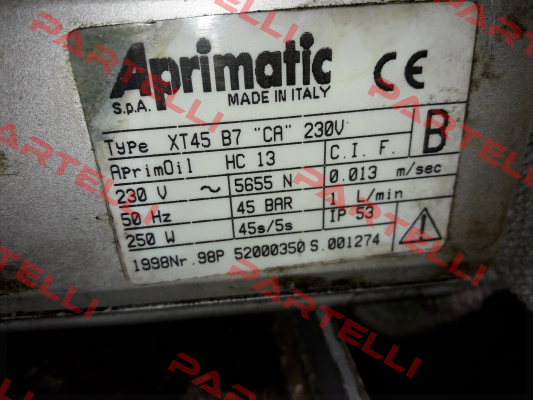 Aprimatic
S.p.A. MADE IN ITALY
CE
Type XT45 B7 "CA" 230V
B
AprimOil HC 13 C.I.F.
230 V ~ 5655 N 0.013 m/sec
50 Hz 45 BAR 1 L/min
250 W 45s/5s IP 53
1998Nr.98P 52000350 S.001274
PARTELLI
PARTELLI
PARTELLI
PARTELLI
PARTELLI
PARTELLI